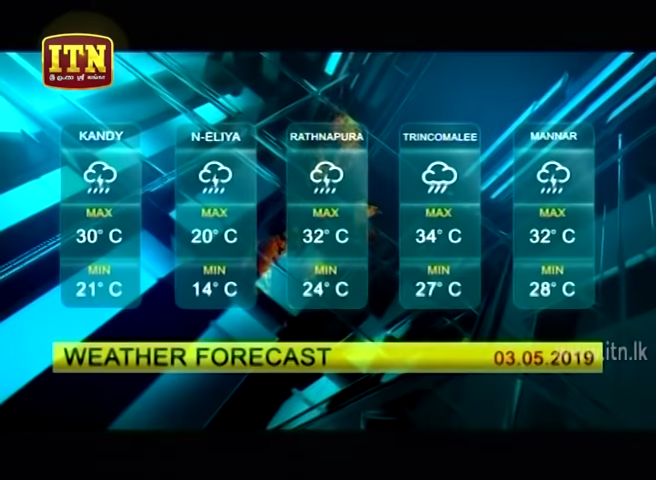 ITN
KANDY N-ELIYA RATHNAPURA TRINCOMALEE MANNAR
MAX MAX MAX MAX MAX
30° C 20° C 32° C 34° C 32° C
MIN MIN MIN MIN MIN
21° C 14° C 24° C 27° C 28° C
WEATHER FORECAST 03.05.2019
itn.lk